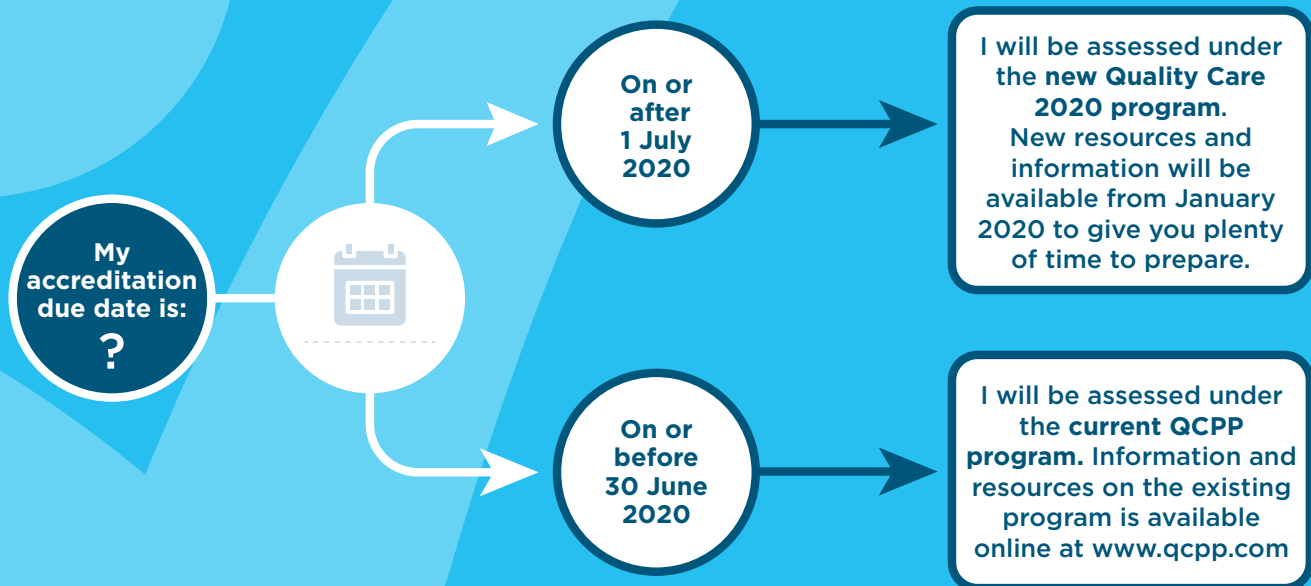 My
accreditation
due date is:
?
On or
after
1 July
2020
I will be assessed under
the new Quality Care
2020 program.
New resources and
information will be
available from January
2020 to give you plenty
of time to prepare.
On or
before
30 June
2020
I will be assessed under
the current QCPP
program. Information and
resources on the existing
program is available
online at www.qcpp.com